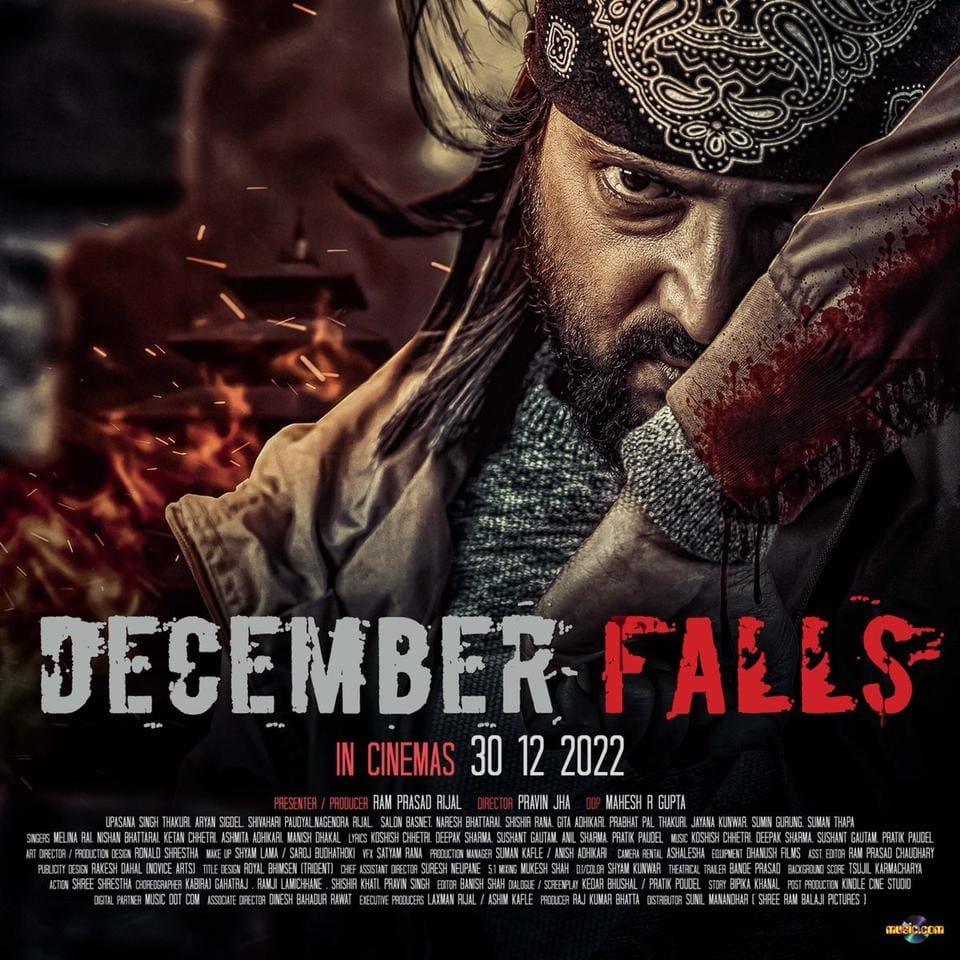 DECEMBER FALLS
IN CINEMAS 30 12 2022
PRESENTER / PRODUCER RAM PRASAD RIJAL DIRECTOR PRAVIN JHA DOP MAHESH R GUPTA
UPASANA SINGH THAKURI, ARYAN SIGDEL, SHIVAHARI PAUDYAL,NAGENDRA RIJAL, SALON BASNET, NARESH BHATTARAI, SHISHIR RANA, GITA ADHIKARI, PRABHAT PAL THAKURI, JAYANA KUNWAR, SUMIN GURUNG, SUMAN THAPA
SINGERS MELINA RAI, NISHAN BHATTARAI, KETAN CHHETRI, ASHMITA ADHIKARI, MANISH DHAKAL LYRICS KOSHISH CHHETRI, DEEPAK SHARMA, SUSHANT GAUTAM, ANIL SHARMA, PRATIK PAUDEL MUSIC KOSHISH CHHETRI, DEEPAK SHARMA, SUSHANT GAUTAM, PRATIK PAUDEL
ART DIRECTOR / PRODUCTION DESIGN RONALD SHRESTHA MAKE UP SHYAM LAMA / SAROJ BUDHATHOKI VFX SATYAM RANA PRODUCTION MANAGER SUMAN KAFLE / ANISH ADHIKARI CAMERA RENTAL ASHALESHA EQUIPMENT DHANUSH FILMS ASST. EDITOR RAM PRASAD CHAUDHARY
PUBLICITY DESIGN RAKESH DAHAL (NOVICE ARTS) TITLE DESIGN ROYAL BHIMSEN (TRIDENT) CHIEF ASSISTANT DIRECTOR SURESH NEUPANE 5.1 MIXING MUKESH SHAH D.I/COLOR SHYAM KUNWAR THEATRICAL TRAILER BANDE PRASAD BACKGROUND SCORE TSUJIL KARMACHARYA
ACTION SHREE SHRESTHA CHOREOGRAPHER KABIRAJ GAHATRAJ , RAMJI LAMICHHANE , SHISHIR KHATI, PRAVIN SINGH EDITOR BANISH SHAH DIALOGUE / SCREENPLAY KEDAR BHUSHAL / PRATIK POUDEL STORY BIPKA KHANAL POST PRODUCTION KINDLE CINE STUDIO
DIGITAL PARTNER MUSIC DOT COM ASSOCIATE DIRECTOR DINESH BAHADUR RAWAT EXECUTIVE PRODUCERS LAXMAN RIJAL / ASHIM KAFLE PRODUCER RAJ KUMAR BHATTA DISTRIBUTOR SUNIL MANANDHAR ( SHREE RAM BALAJI PICTURES )
music.com